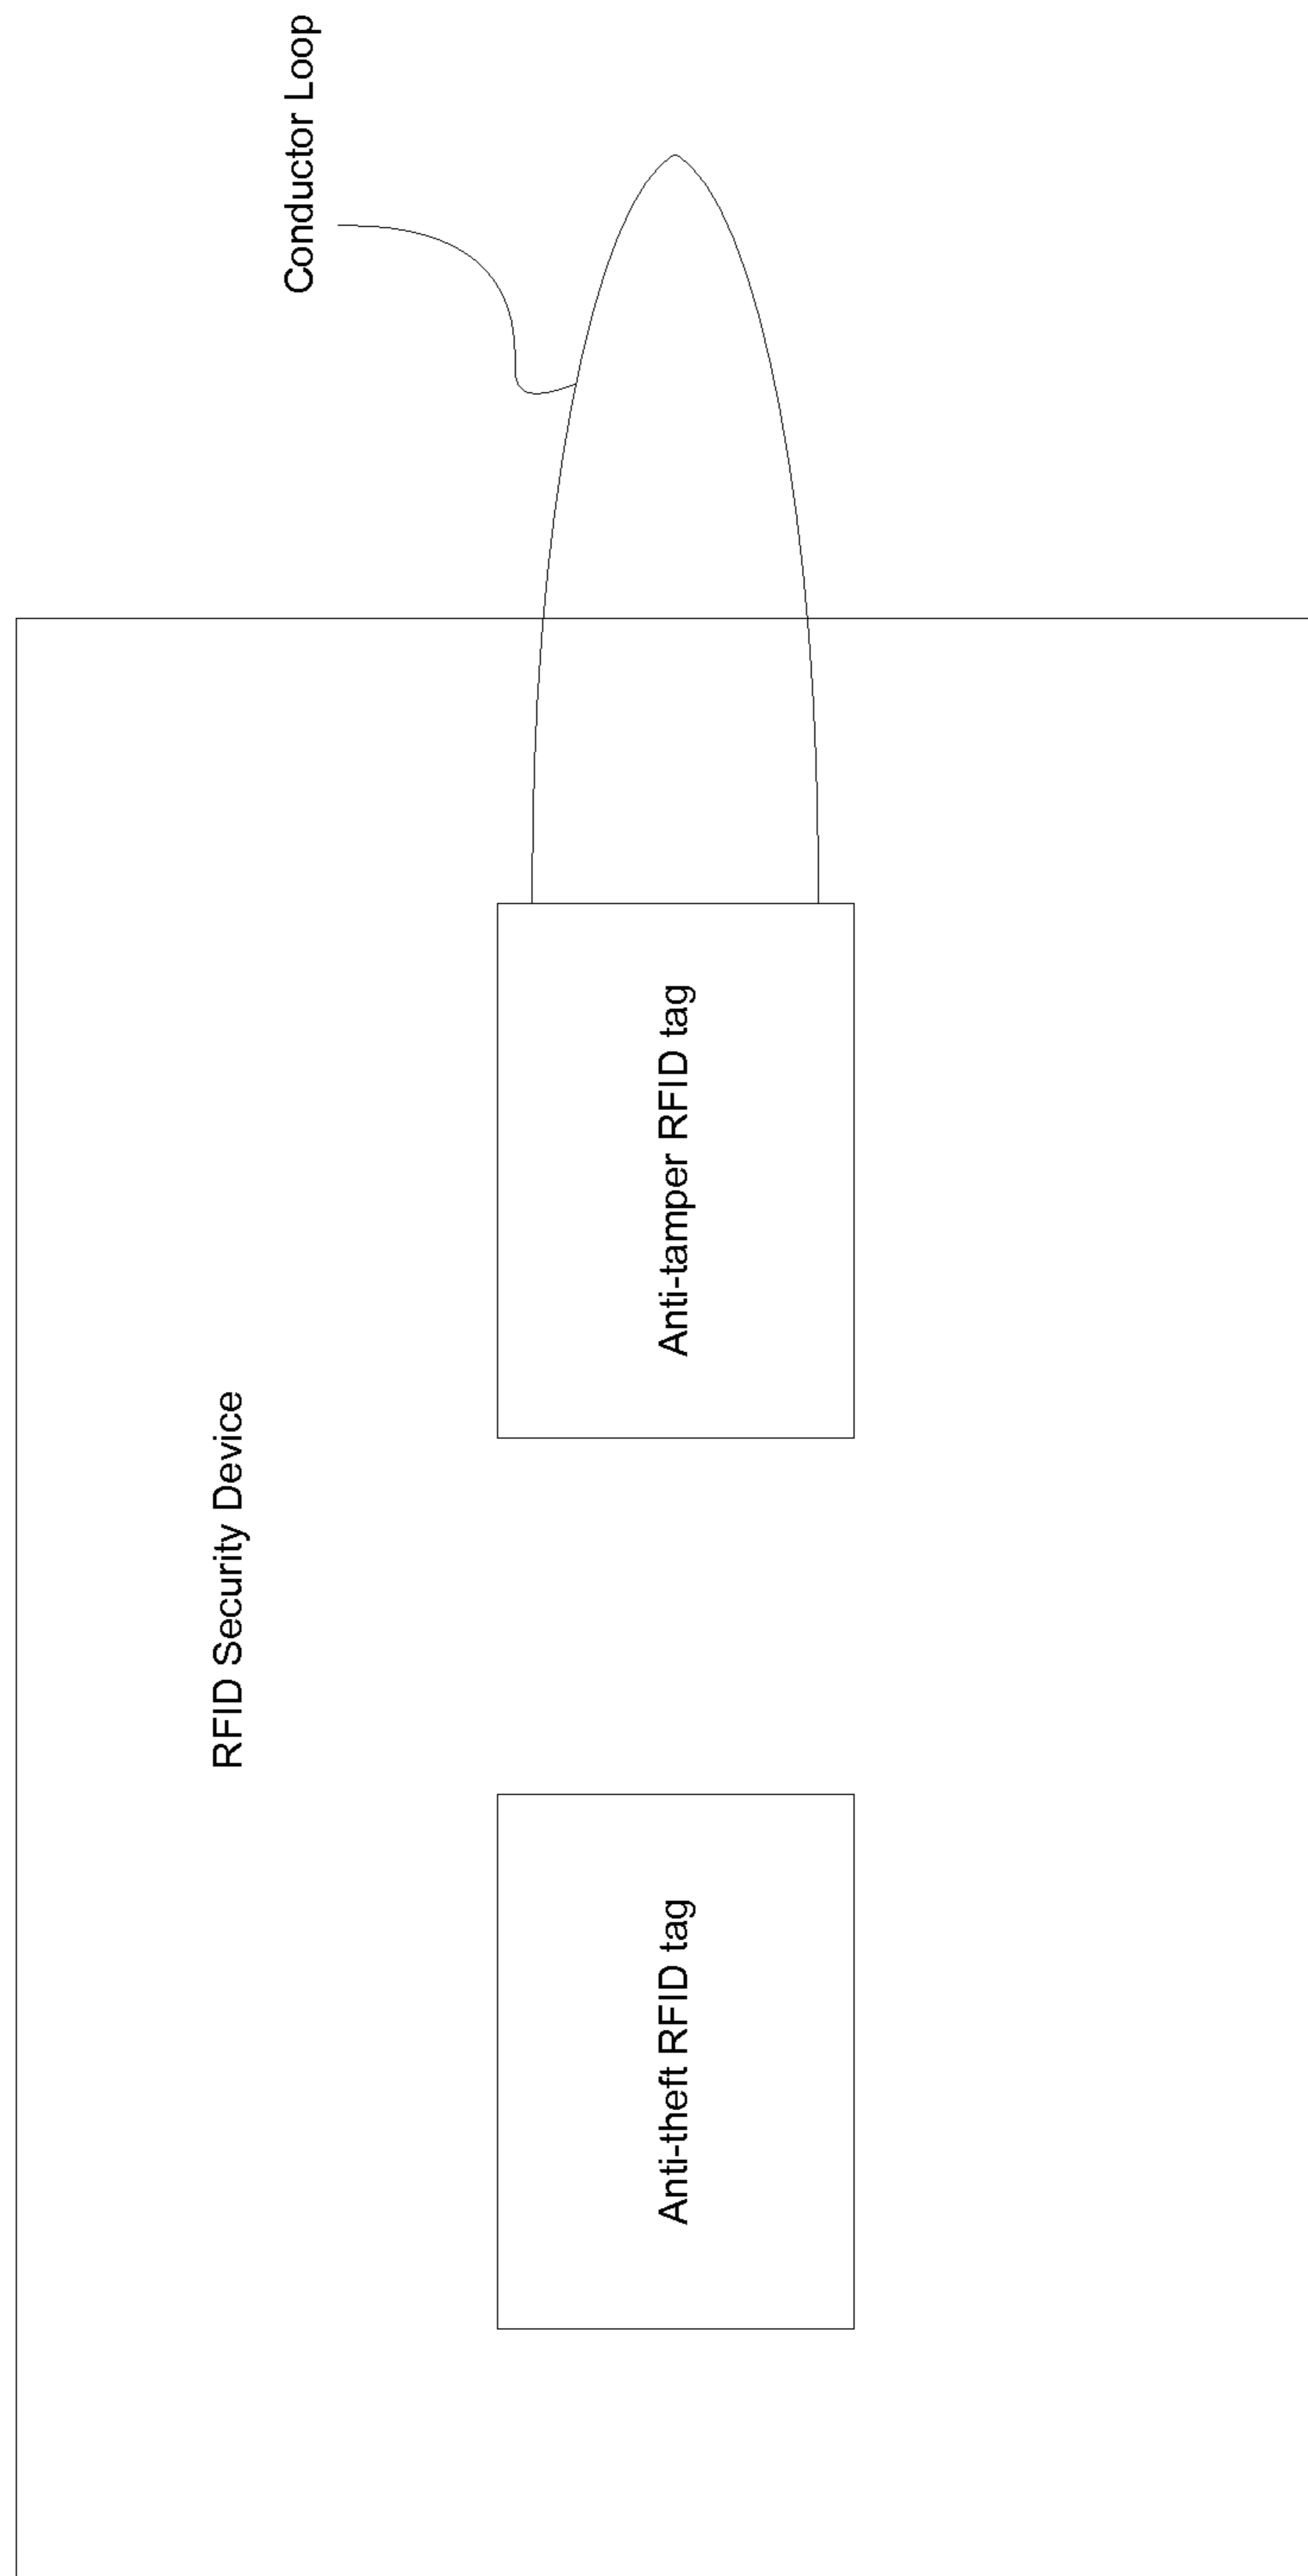 RFID Security Device
Conductor Loop
Anti-theft RFID tag
Anti-tamper RFID tag